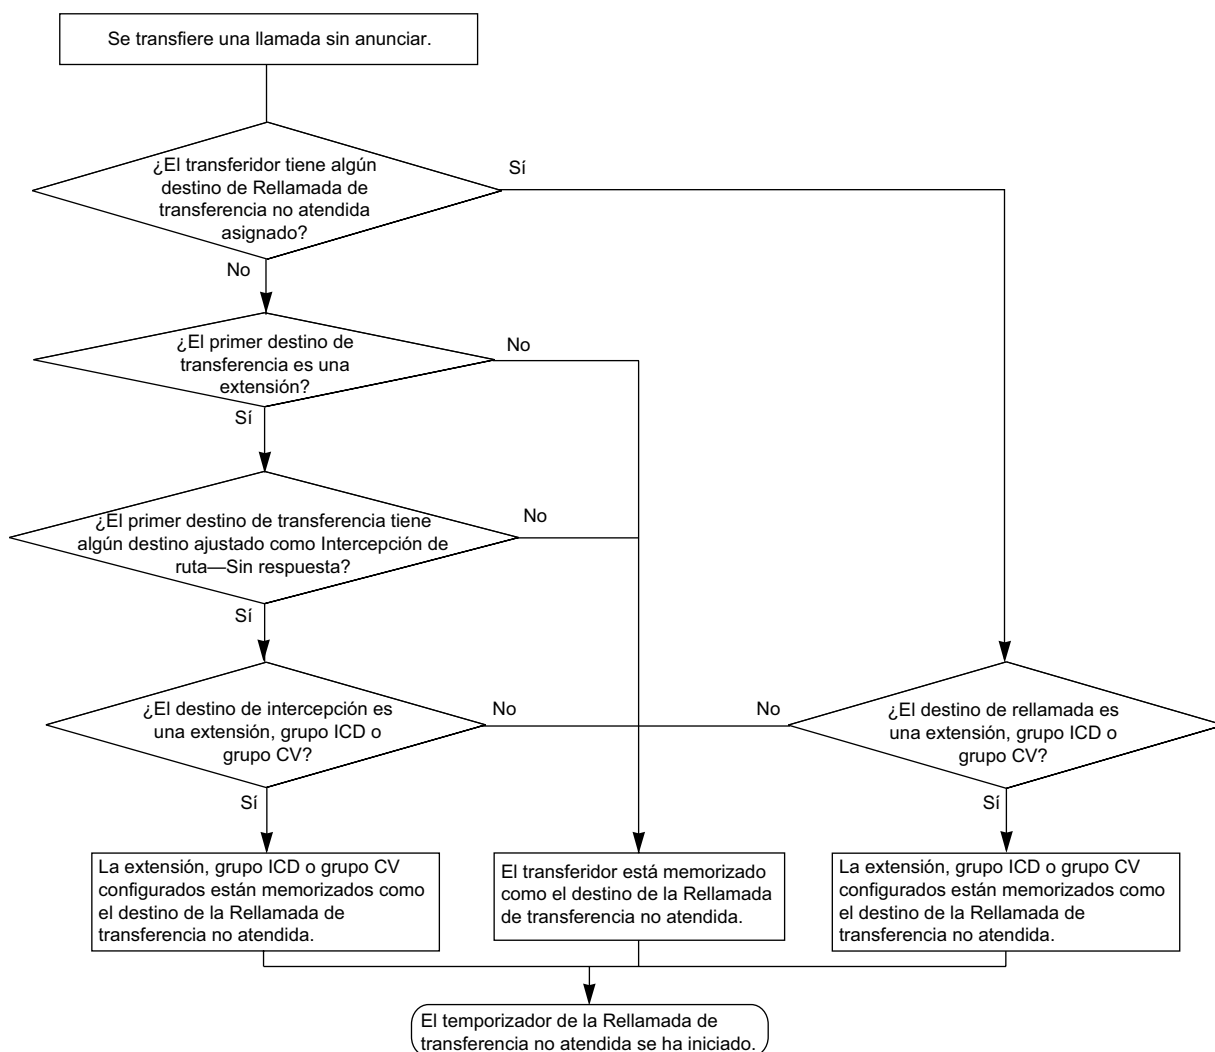 Se transfiere una llamada sin anunciar.
¿El transferidor tiene algún
destino de Rellamada de
transferencia no atendida
asignado?
Sí
No
¿El primer destino de
transferencia es una
extensión?
No
Sí
¿El primer destino de transferencia tiene
algún destino ajustado como Intercepción de
ruta—Sin respuesta?
No
Sí
¿El destino de intercepción es
una extensión, grupo ICD o
grupo CV?
No
No
¿El destino de rellamada es
una extensión, grupo ICD o
grupo CV?
Sí
Sí
La extensión, grupo ICD o grupo CV
configurados están memorizados como
el destino de la Rellamada de
transferencia no atendida.
El transferidor está memorizado
como el destino de la Rellamada
de transferencia no atendida.
La extensión, grupo ICD o grupo CV
configurados están memorizados como
el destino de la Rellamada de
transferencia no atendida.
El temporizador de la Rellamada de
transferencia no atendida se ha iniciado.